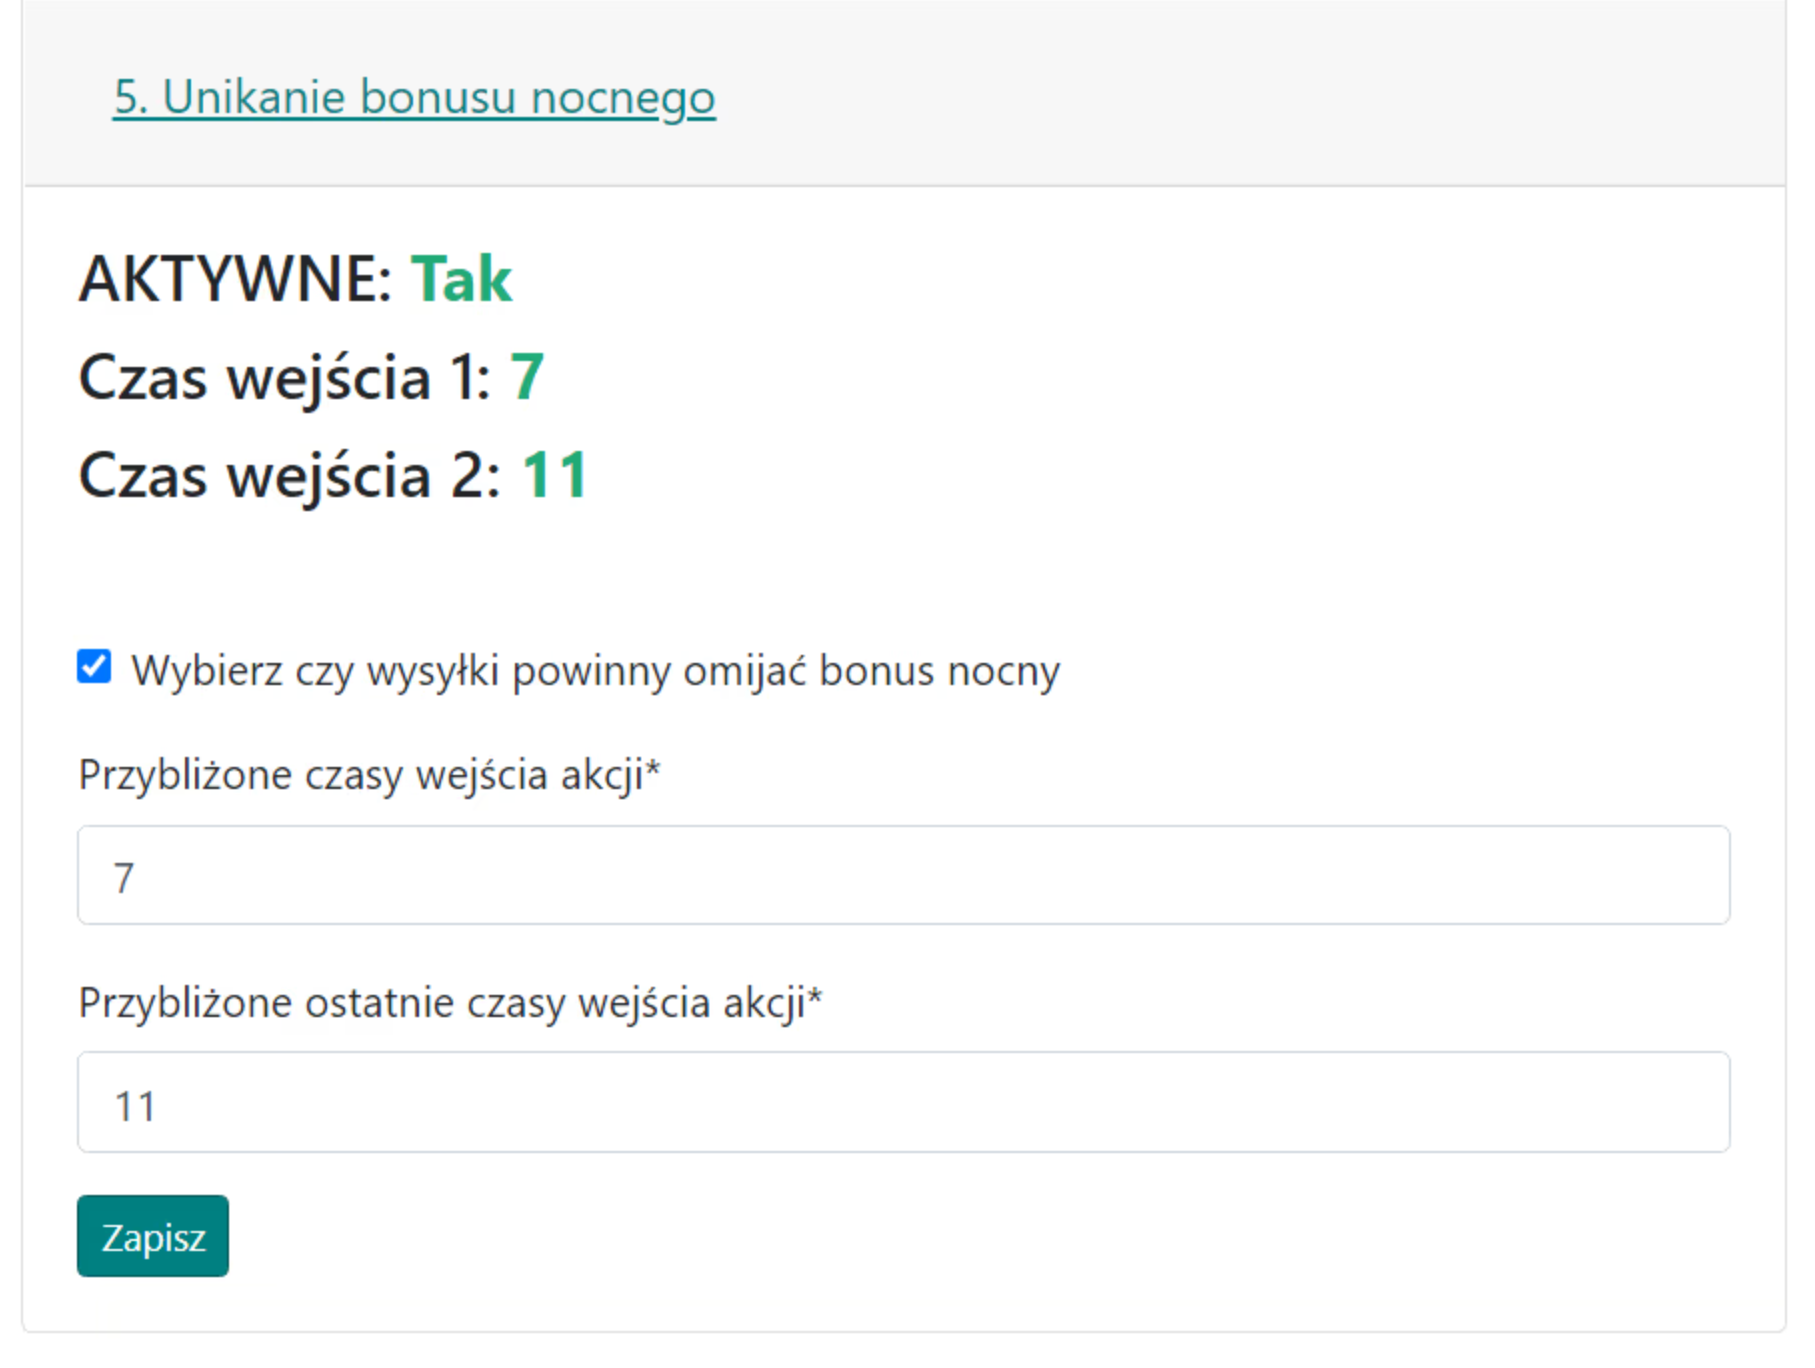 5. Unikanie bonusu nocnego
AKTYWNE: Tak
Czas wejścia 1: 7
Czas wejścia 2: 11
Wybierz czy wysyłki powinny omijać bonus nocny
Przybliżone czasy wejścia akcji*
7
Przybliżone ostatnie czasy wejścia akcji*
11
Zapisz